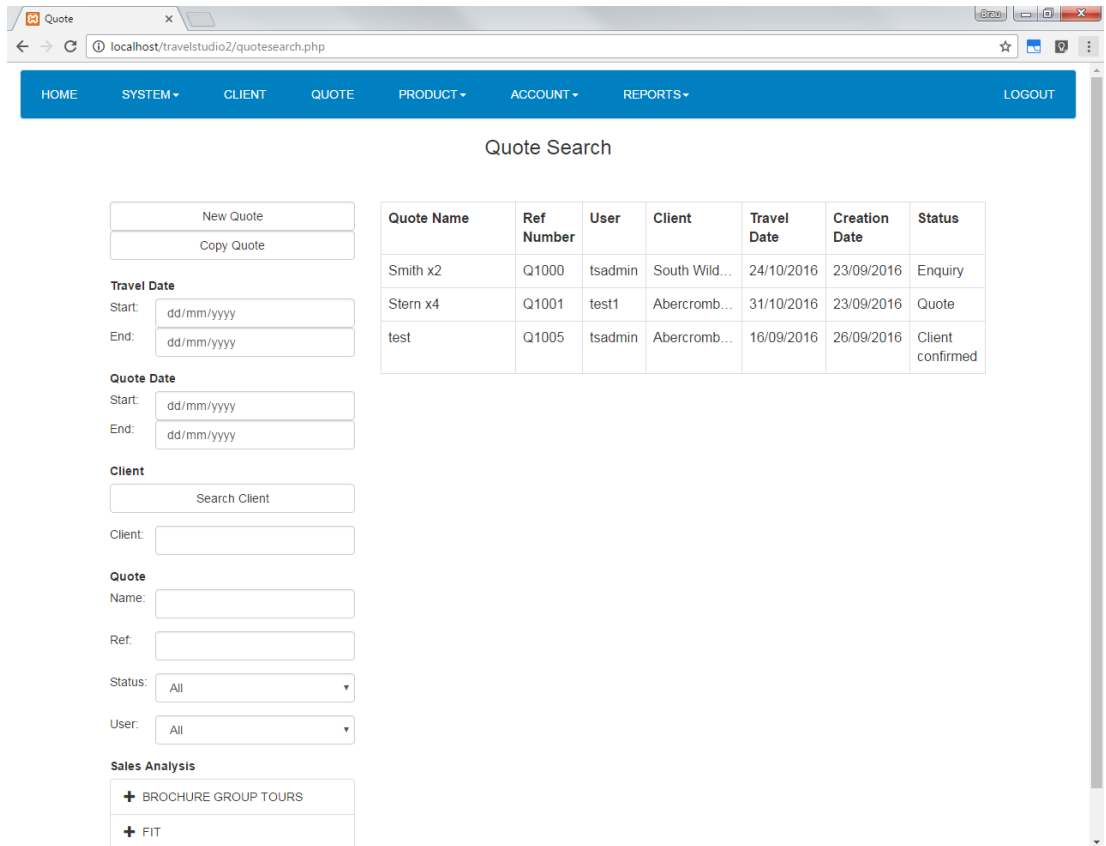 Quote
Brau
localhost/travelstudio2/quotesearch.php
HOME SYSTEM CLIENT QUOTE PRODUCT ACCOUNT REPORTS LOGOUT
Quote Search
New Quote
Copy Quote
Travel Date
Start: dd/mm/yyyy
End: dd/mm/yyyy
Quote Date
Start: dd/mm/yyyy
End: dd/mm/yyyy
Client
Search Client
Client:
Quote
Name:
Ref:
Status: All
User: All
Sales Analysis
BROCHURE GROUP TOURS
FIT
Quote Name Ref Number User Client Travel Date Creation Date Status
Smith x2 Q1000 tsadmin South Wild... 24/10/2016 23/09/2016 Enquiry
Stern x4 Q1001 test1 Abercromb... 31/10/2016 23/09/2016 Quote
test Q1005 tsadmin Abercromb... 16/09/2016 26/09/2016 Client confirmed